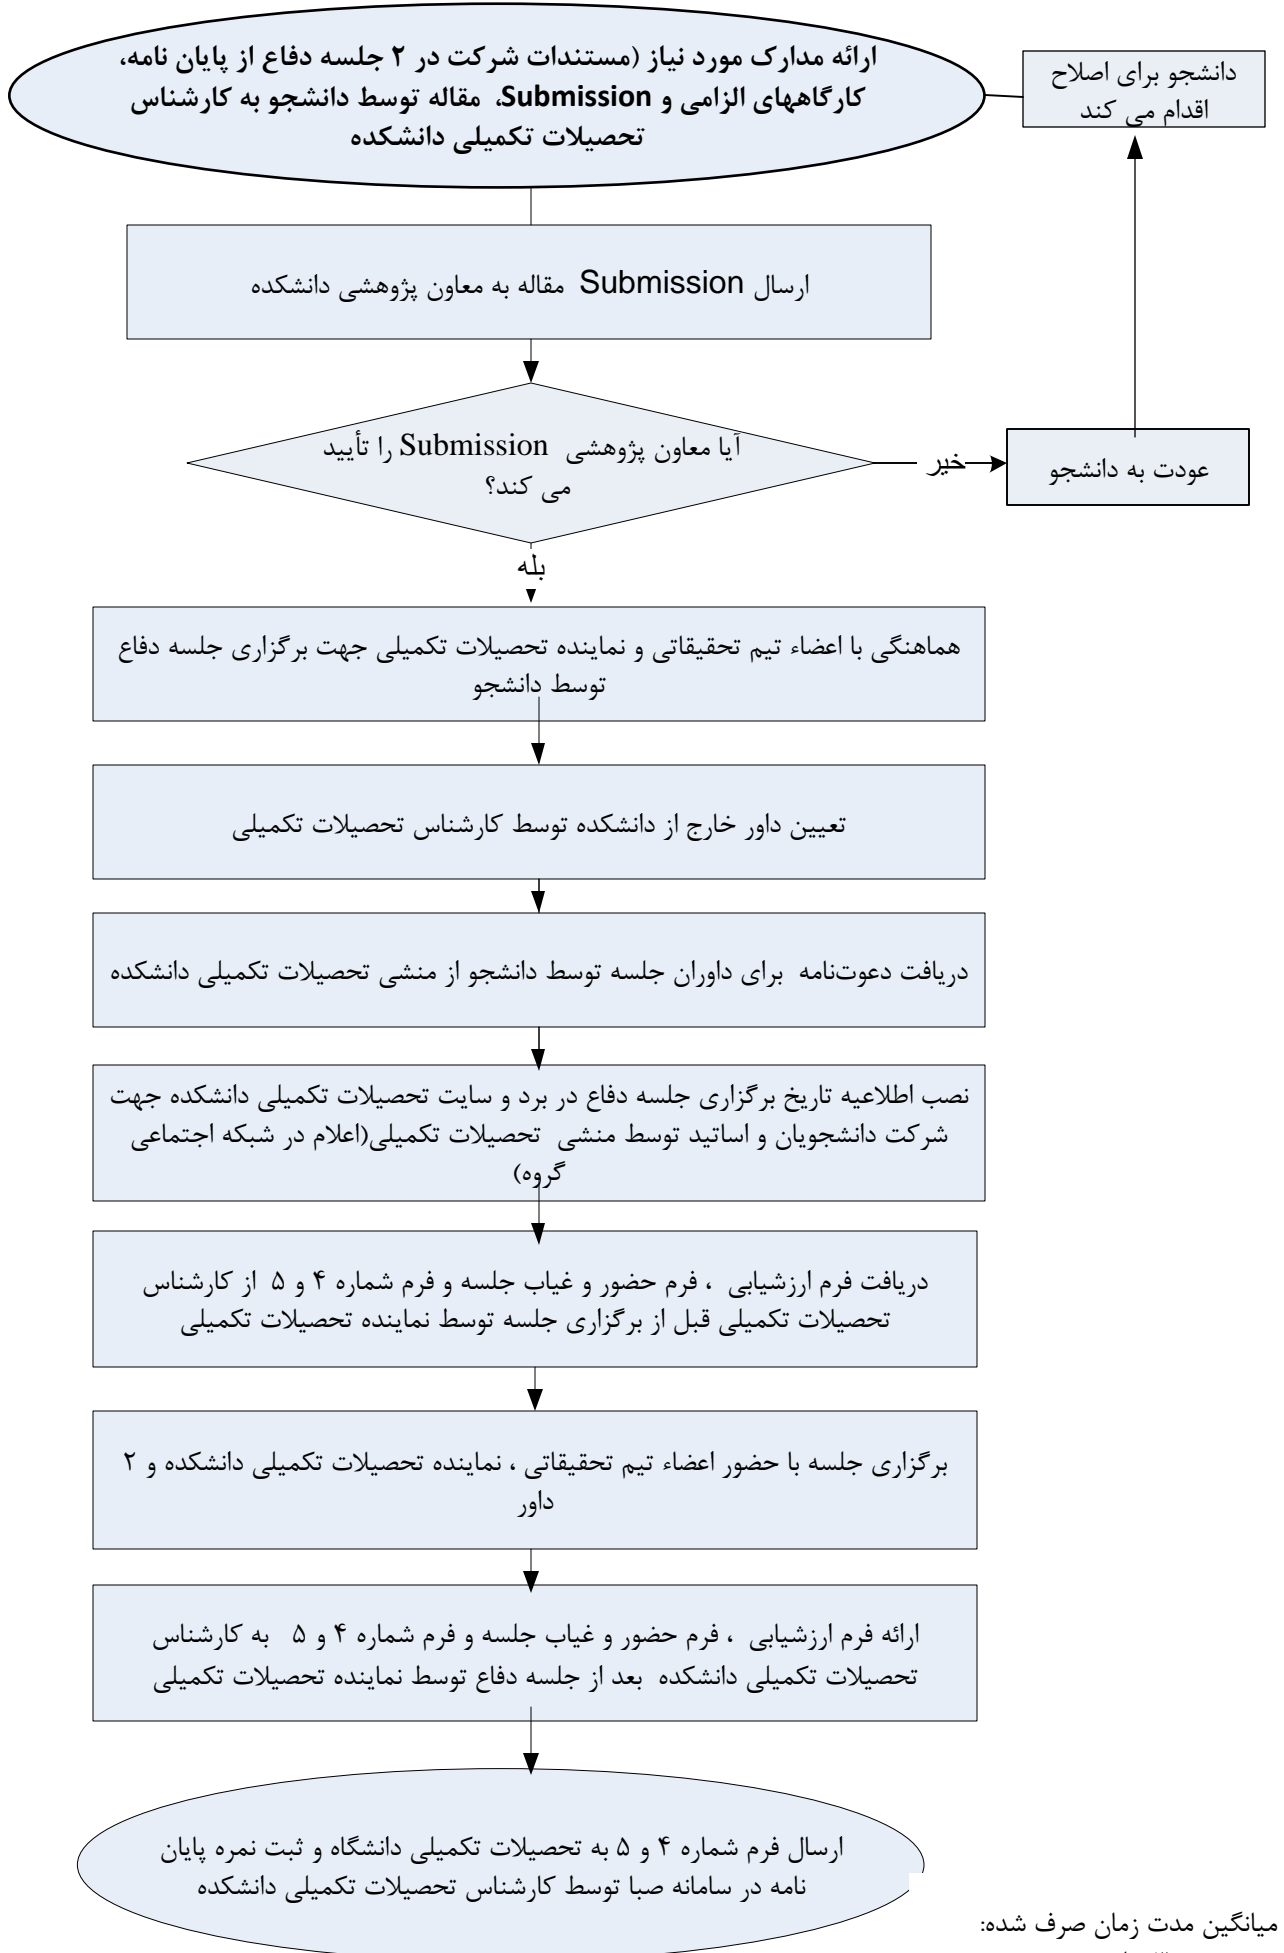 ارائه مدارک مورد نیاز (مستندات شرکت در ۲ جلسه دفاع از پایان نامه،
کارگاههای الزامی و Submission، مقاله توسط دانشجو به کارشناس
تحصیلات تکمیلی دانشکده
دانشجو برای اصلاح
اقدام می کند
ارسال Submission مقاله به معاون پژوهشی دانشکده
آیا معاون پژوهشی Submission را تأیید
می کند؟
خیر
عودت به دانشجو
بله
هماهنگی با اعضاء تیم تحقیقاتی و نماینده تحصیلات تکمیلی جهت برگزاری جلسه دفاع
توسط دانشجو
تعیین داور خارج از دانشکده توسط کارشناس تحصیلات تکمیلی
دریافت دعوت‌نامه برای داوران جلسه توسط دانشجو از منشی تحصیلات تکمیلی دانشکده
نصب اطلاعیه تاریخ برگزاری جلسه دفاع در برد و سایت تحصیلات تکمیلی دانشکده جهت
شرکت دانشجویان و اساتید توسط منشی تحصیلات تکمیلی(اعلام در شبکه اجتماعی
گروه)
دریافت فرم ارزشیابی ، فرم حضور و غیاب جلسه و فرم شماره ۴ و ۵ از کارشناس
تحصیلات تکمیلی قبل از برگزاری جلسه توسط نماینده تحصیلات تکمیلی
برگزاری جلسه با حضور اعضاء تیم تحقیقاتی ، نماینده تحصیلات تکمیلی دانشکده و ۲
داور
ارائه فرم ارزشیابی ، فرم حضور و غیاب جلسه و فرم شماره ۴ و ۵ به کارشناس
تحصیلات تکمیلی دانشکده بعد از جلسه دفاع توسط نماینده تحصیلات تکمیلی
ارسال فرم شماره ۴ و ۵ به تحصیلات تکمیلی دانشگاه و ثبت نمره پایان
نامه در سامانه صبا توسط کارشناس تحصیلات تکمیلی دانشکده
میانگین مدت زمان صرف شده: